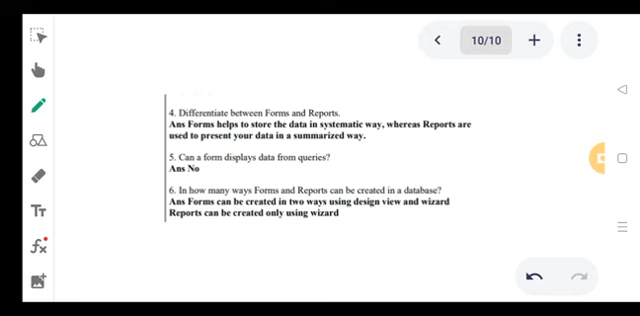 10/10
4. Differentiate between Forms and Reports.
Ans Forms helps to store the data in systematic way, whereas Reports are
used to present your data in a summarized way.
5. Can a form displays data from queries?
Ans No
6. In how many ways Forms and Reports can be created in a database?
Ans Forms can be created in two ways using design view and wizard
Reports can be created only using wizard
Tт
fx